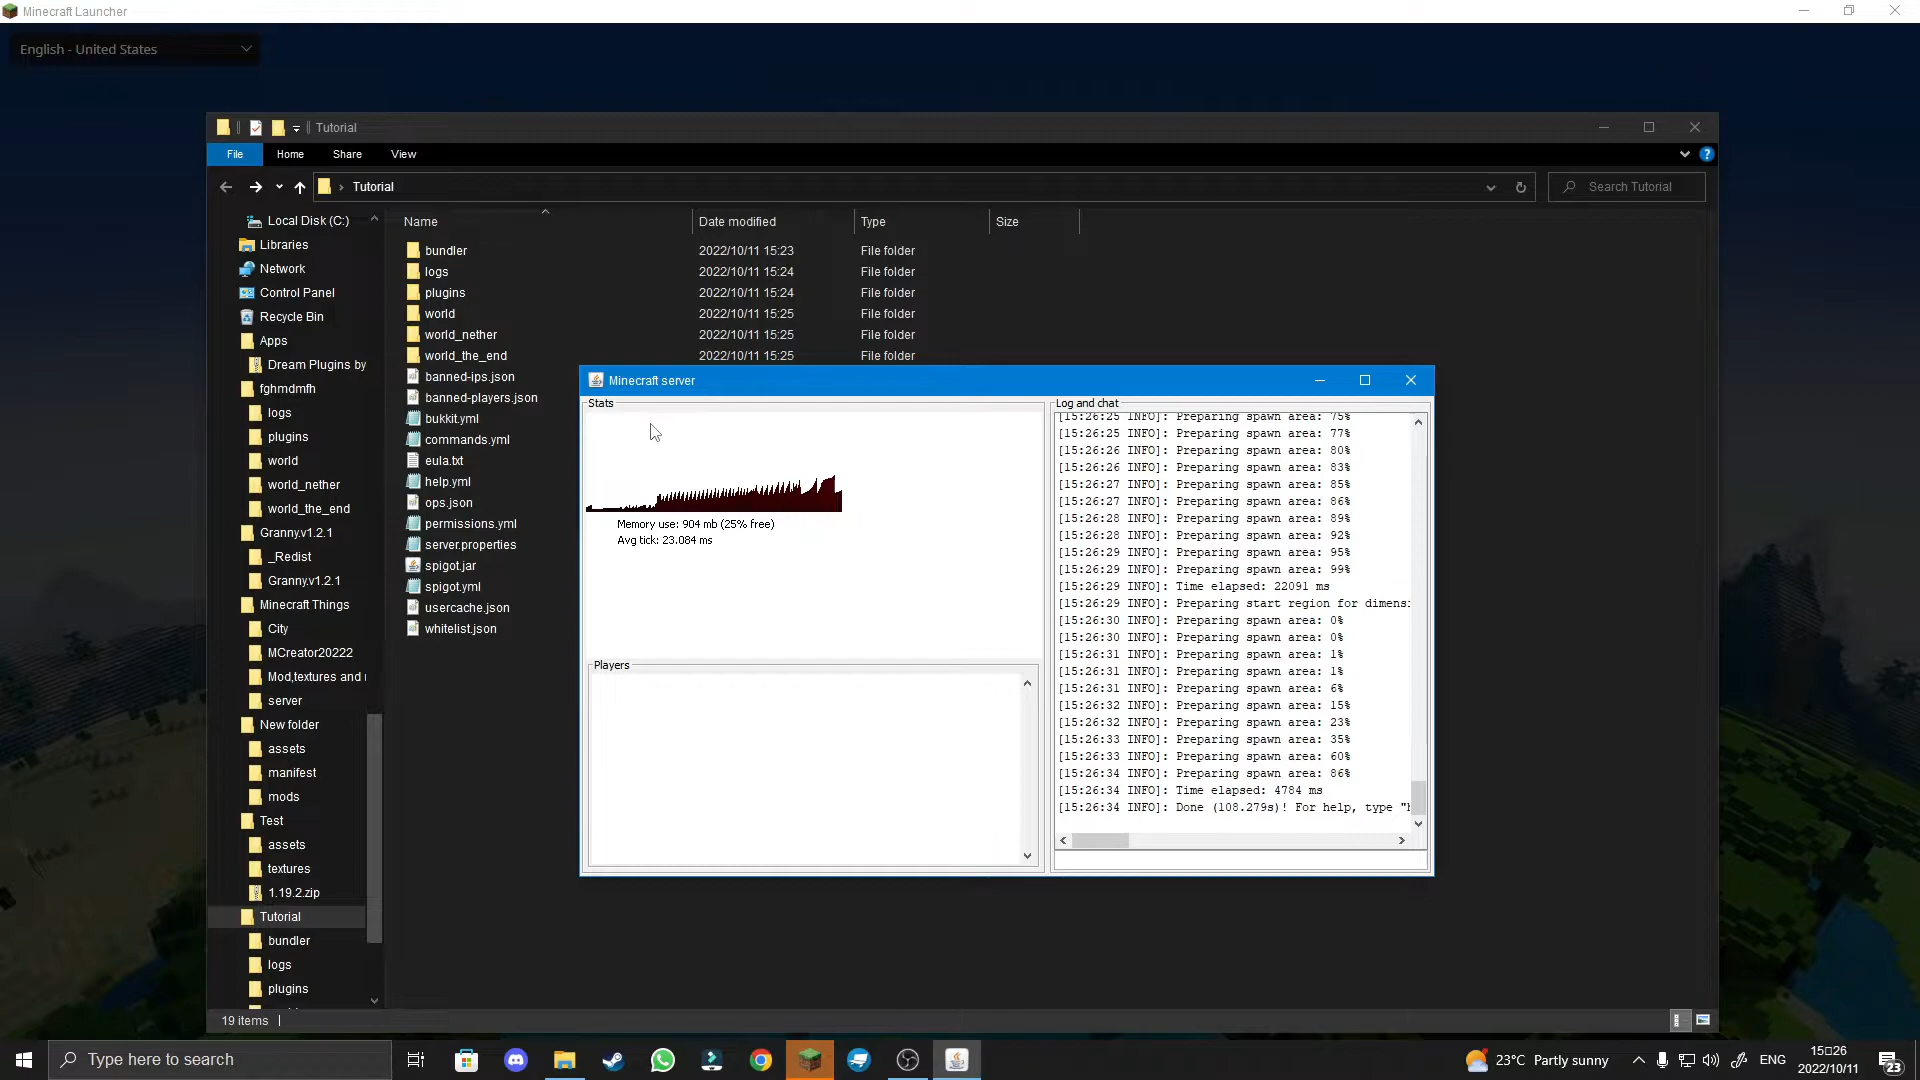 Minecraft Launcher
English - United States
Tutorial
File
Home
Share
View
Tutorial
Search Tutorial
Local Disk (C:)
Libraries
Network
Control Panel
Recycle Bin
Apps
Dream Plugins by
fghmdmfh
logs
plugins
world
world_nether
world_the_end
Granny.v1.2.1
_Redist
Granny.v1.2.1
Minecraft Things
City
MCreator20222
Mod,textures and
server
New folder
assets
manifest
mods
Test
assets
textures
1.19.2.zip
Tutorial
bundler
logs
plugins
Name Date modified Type Size
bundler 2022/10/11 15:23 File folder
logs 2022/10/11 15:24 File folder
plugins 2022/10/11 15:24 File folder
world 2022/10/11 15:25 File folder
world_nether 2022/10/11 15:25 File folder
world_the_end 2022/10/11 15:25 File folder
banned-ips.json
banned-players.json
bukkit.yml
commands.yml
eula.txt
help.yml
ops.json
permissions.yml
server.properties
spigot.jar
spigot.yml
usercache.json
whitelist.json
Minecraft server
Stats
Memory use: 904 mb (25% free)
Avg tick: 23.084 ms
Players
Log and chat
[15:26:25 INFO]: Preparing spawn area: 75%
[15:26:25 INFO]: Preparing spawn area: 77%
[15:26:26 INFO]: Preparing spawn area: 80%
[15:26:26 INFO]: Preparing spawn area: 83%
[15:26:27 INFO]: Preparing spawn area: 85%
[15:26:27 INFO]: Preparing spawn area: 86%
[15:26:28 INFO]: Preparing spawn area: 89%
[15:26:28 INFO]: Preparing spawn area: 92%
[15:26:29 INFO]: Preparing spawn area: 95%
[15:26:29 INFO]: Preparing spawn area: 99%
[15:26:29 INFO]: Time elapsed: 22091 ms
[15:26:29 INFO]: Preparing start region for dimensi
[15:26:30 INFO]: Preparing spawn area: 0%
[15:26:30 INFO]: Preparing spawn area: 0%
[15:26:31 INFO]: Preparing spawn area: 1%
[15:26:31 INFO]: Preparing spawn area: 1%
[15:26:31 INFO]: Preparing spawn area: 6%
[15:26:32 INFO]: Preparing spawn area: 15%
[15:26:32 INFO]: Preparing spawn area: 23%
[15:26:33 INFO]: Preparing spawn area: 35%
[15:26:33 INFO]: Preparing spawn area: 60%
[15:26:34 INFO]: Preparing spawn area: 86%
[15:26:34 INFO]: Time elapsed: 4784 ms
[15:26:34 INFO]: Done (108.279s)! For help, type "h
19 items
Type here to search
23°C Partly sunny
ENG
15□26
2022/10/11
23